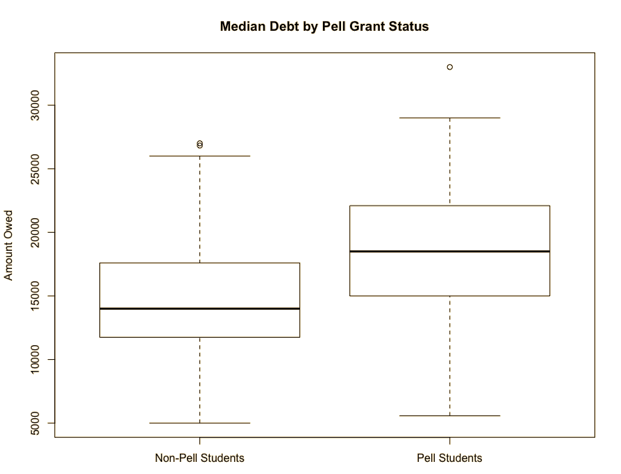 Median Debt by Pell Grant Status
Amount Owed
30000
25000
20000
15000
10000
5000
Non-Pell Students
Pell Students